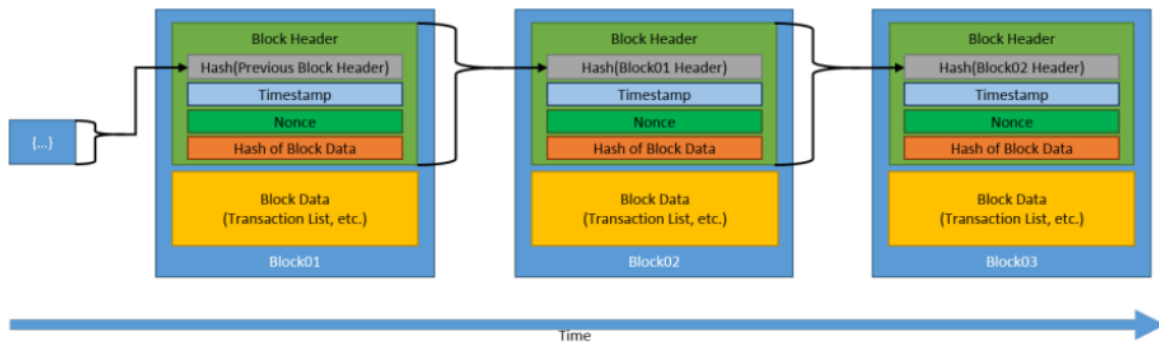 {...}
Block Header
Hash(Previous Block Header)
Timestamp
Nonce
Hash of Block Data
Block Data
(Transaction List, etc.)
Block01
Block Header
Hash(Block01 Header)
Timestamp
Nonce
Hash of Block Data
Block Data
(Transaction List, etc.)
Block02
Block Header
Hash(Block02 Header)
Timestamp
Nonce
Hash of Block Data
Block Data
(Transaction List, etc.)
Block03
Time